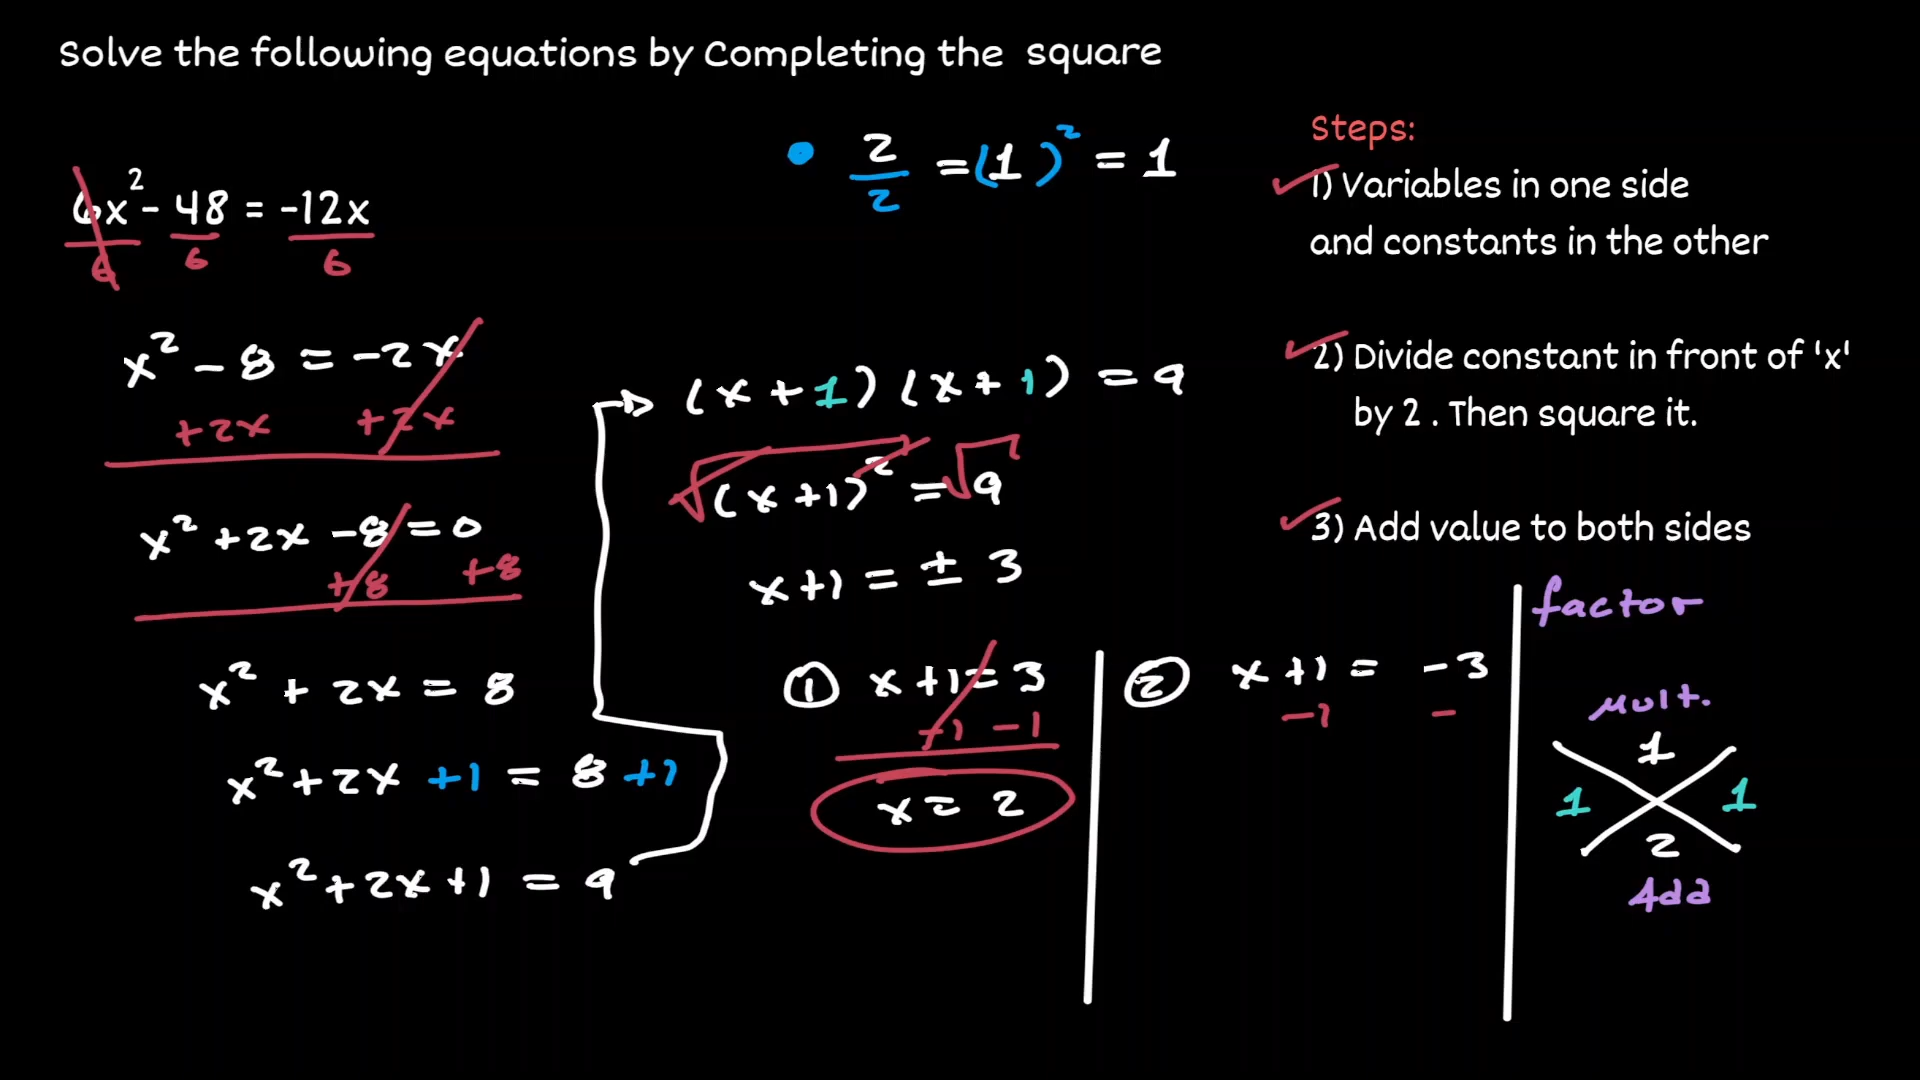 Solve the following equations by Completing the square
6x² - 48 = -12x
6 6 6
x² - 8 = -2x
+2x +2x
x² + 2x - 8 = 0
+8 +8
x² + 2x = 8
x² + 2x +1 = 8 +1
x² + 2x + 1 = 9
• 2/2 = (1)² = 1
(x + 1)(x + 1) = 9
√(x + 1)² = √9
x + 1 = ± 3
① x + 1 = 3
-1 -1
x = 2
② x + 1 = -3
-1 -
Steps:
1) Variables in one side
and constants in the other
2) Divide constant in front of 'x'
by 2 . Then square it.
3) Add value to both sides
factor
mult.
1
1 1
2
Add